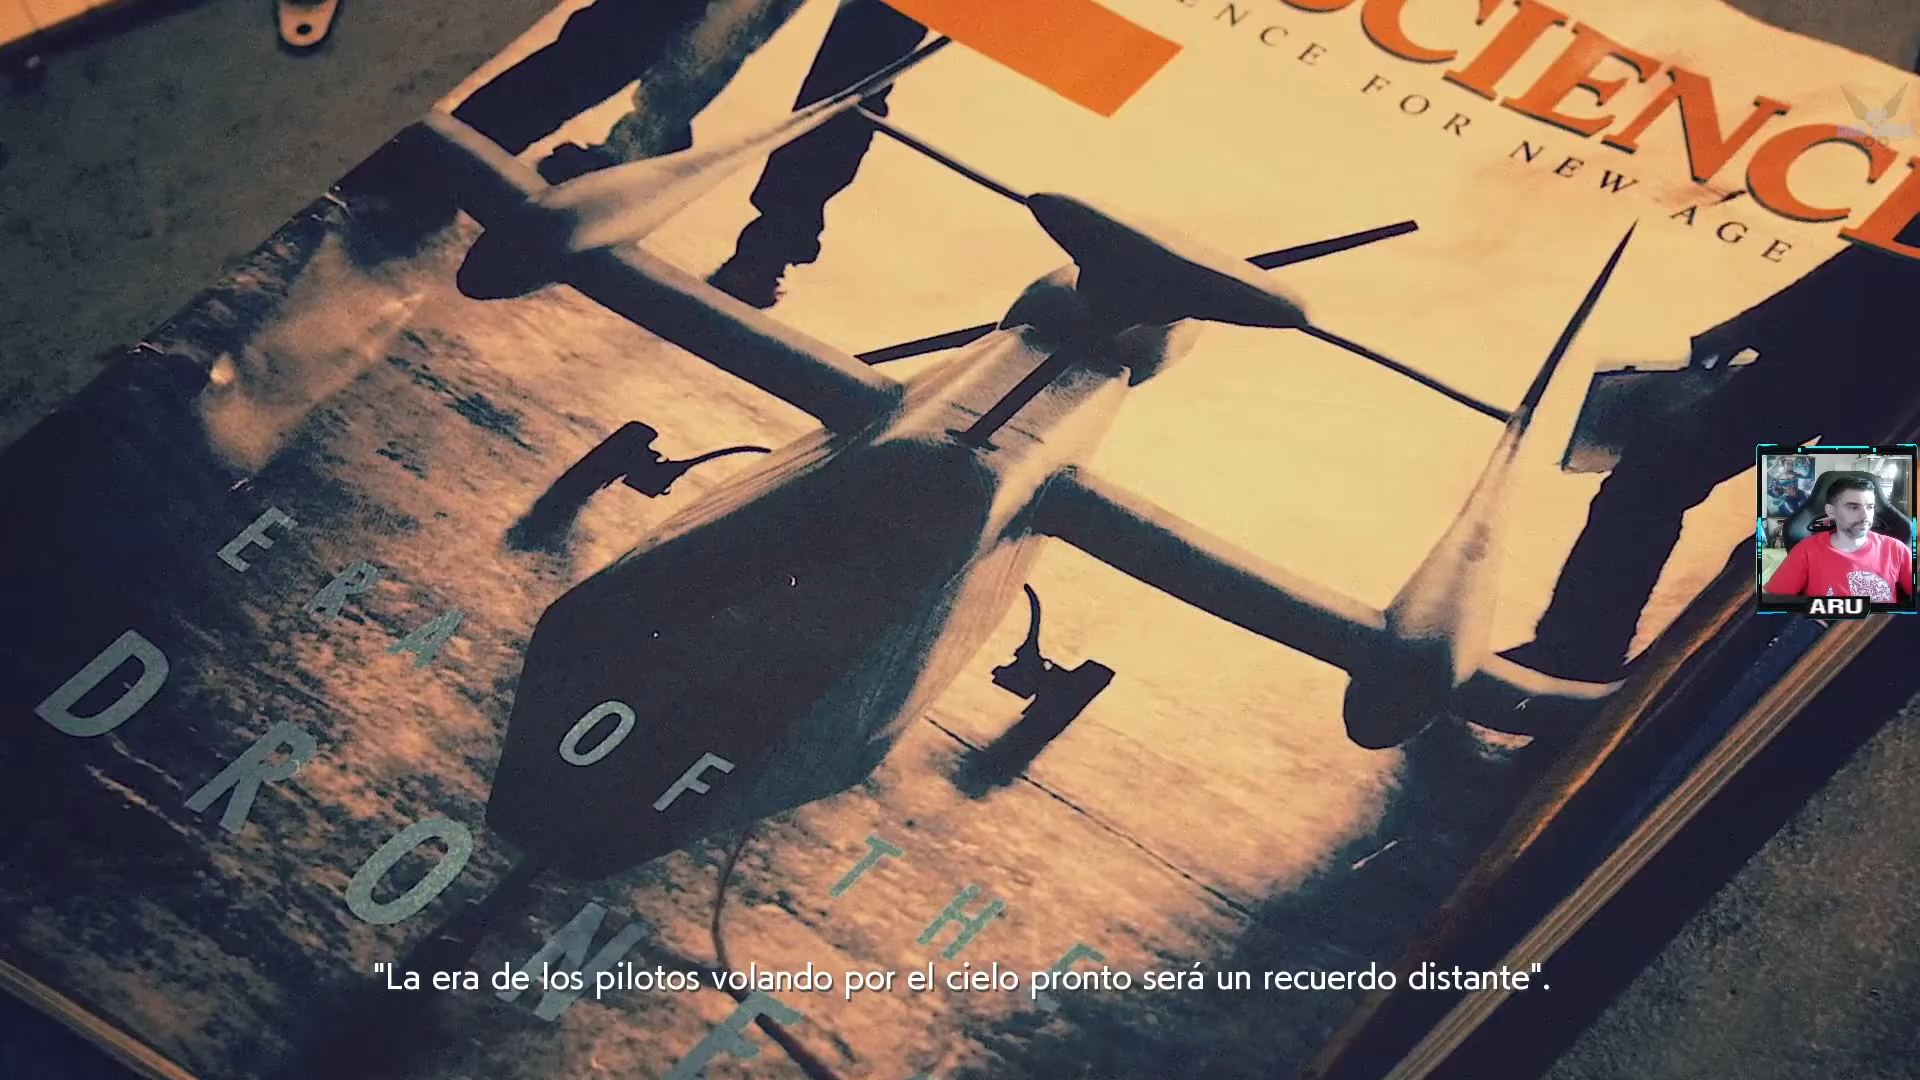 SCIENCE
ENCE FOR NEW AGE
ERA
OF
THE
DRONE
ARU
"La era de los pilotos volando por el cielo pronto será un recuerdo distante".